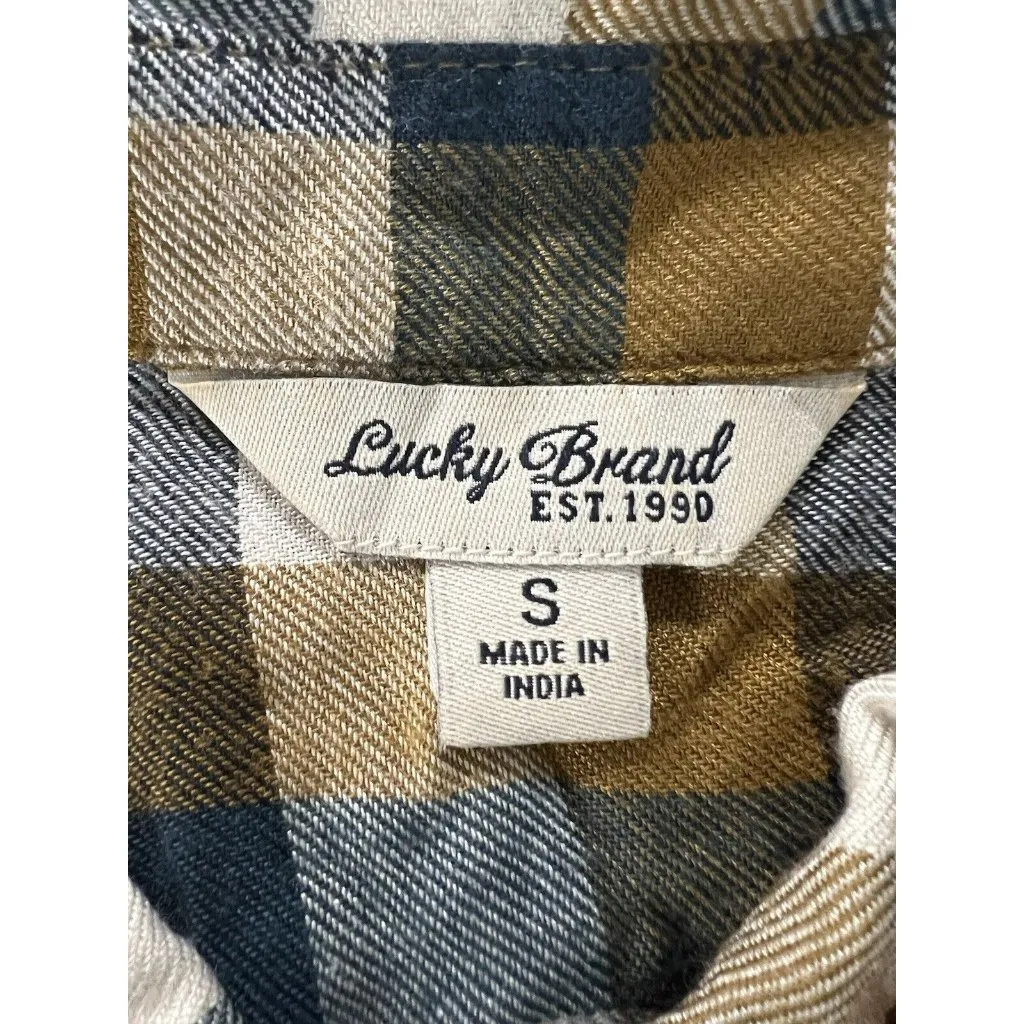 Lucky Brand
EST. 1990
S
MADE IN
INDIA